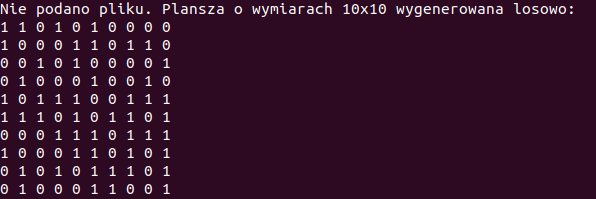 Nie podano pliku. Plansza o wymiarach 10x10 wygenerowana losowo:
1 1 0 1 0 1 0 0 0 0
1 0 0 0 1 1 0 1 1 0
0 0 1 0 1 0 0 0 0 1
0 1 0 0 0 1 0 0 1 0
1 0 1 1 1 0 0 1 1 1
1 1 1 0 1 0 1 1 0 1
0 0 0 1 1 1 0 1 1 1
1 0 0 0 1 1 0 1 0 1
0 1 0 1 0 1 1 1 0 1
0 1 0 0 0 1 1 0 0 1